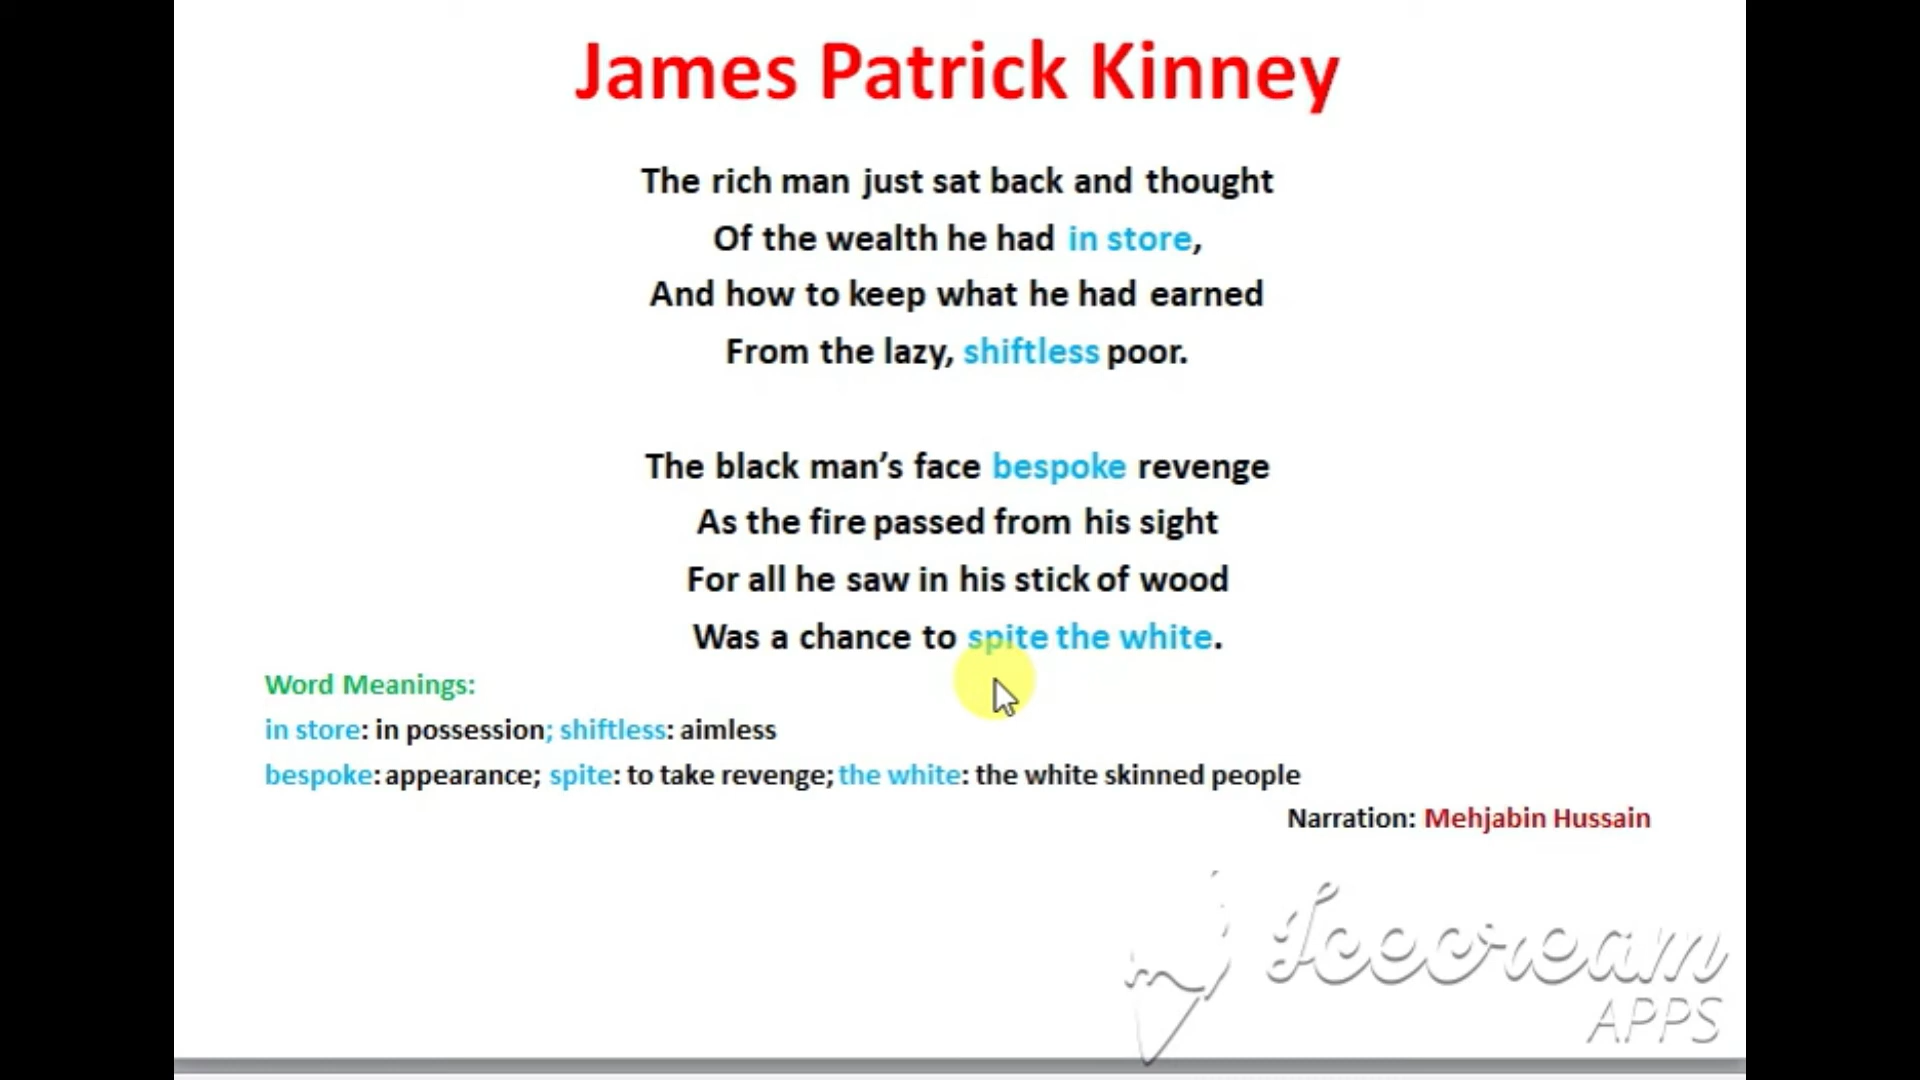 James Patrick Kinney
The rich man just sat back and thought
Of the wealth he had in store,
And how to keep what he had earned
From the lazy, shiftless poor.
The black man’s face bespoke revenge
As the fire passed from his sight
For all he saw in his stick of wood
Was a chance to spite the white.
Word Meanings:
in store: in possession; shiftless: aimless
bespoke: appearance; spite: to take revenge; the white: the white skinned people
Narration: Mehjabin Hussain
Icecream
APPS